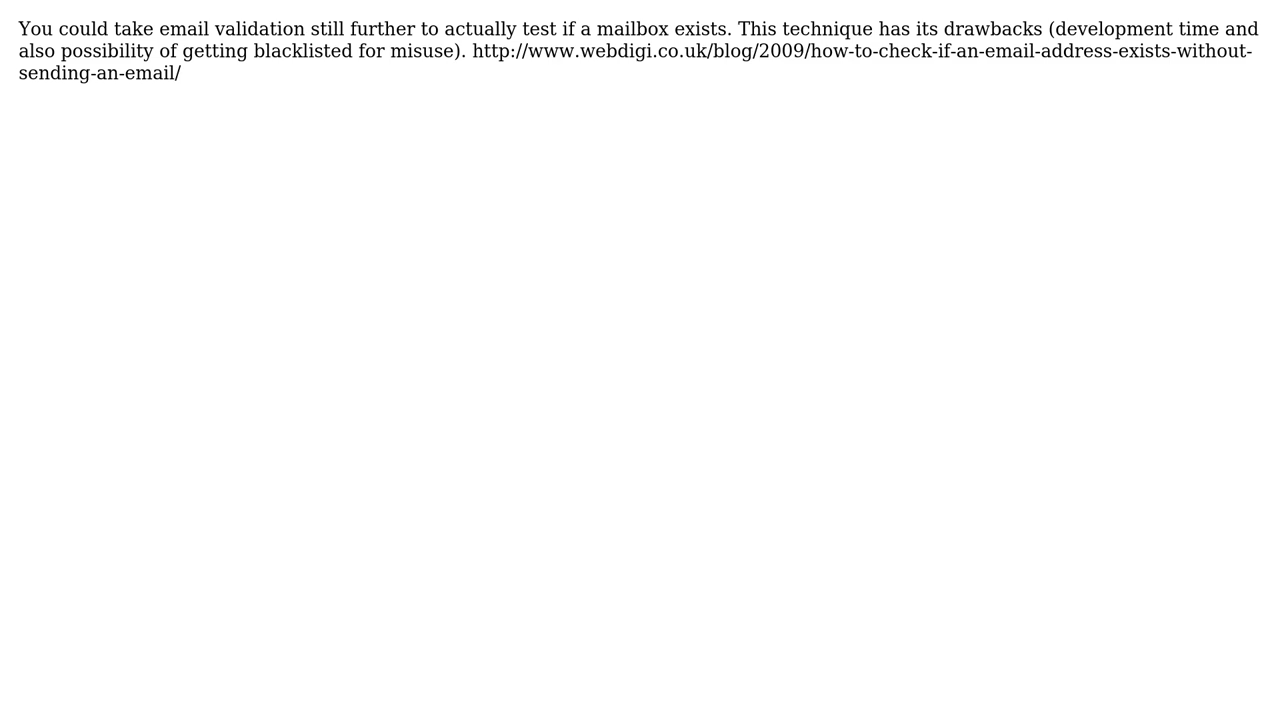 You could take email validation still further to actually test if a mailbox exists. This technique has its drawbacks (development time and
also possibility of getting blacklisted for misuse). http://www.webdigi.co.uk/blog/2009/how-to-check-if-an-email-address-exists-without-
sending-an-email/